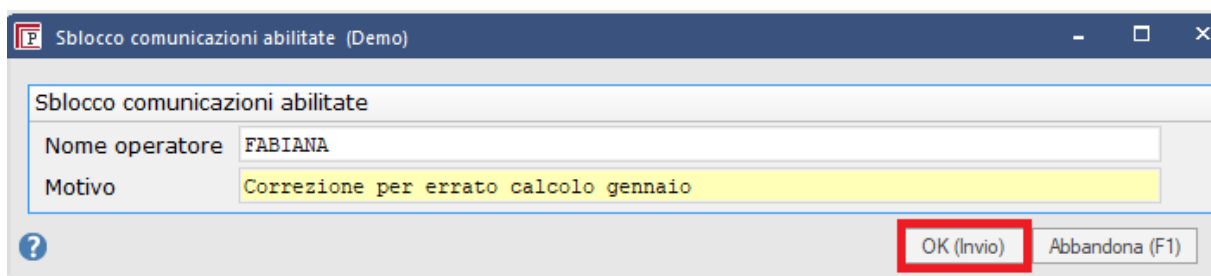 P Sblocco comunicazioni abilitate (Demo)
Sblocco comunicazioni abilitate
Nome operatore FABIANA
Motivo Correzione per errato calcolo gennaio
? OK (Invio) Abbandona (F1)